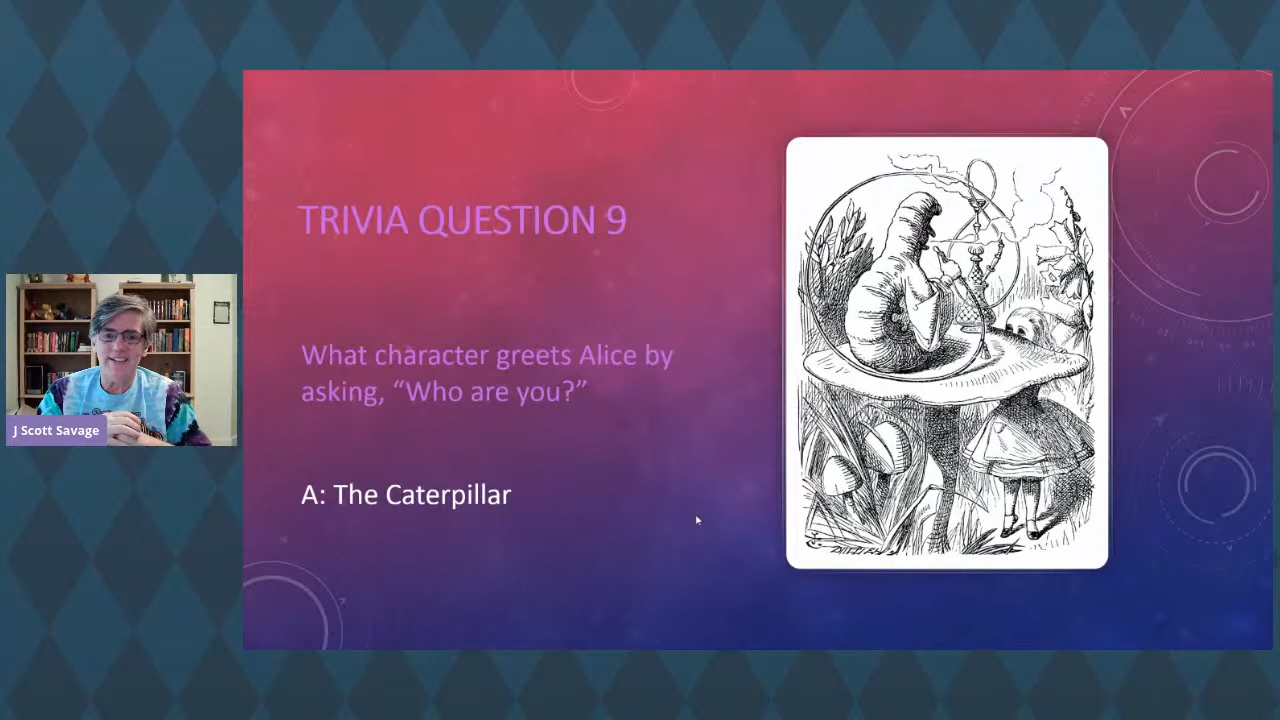 TRIVIA QUESTION 9
What character greets Alice by
asking, “Who are you?”
A: The Caterpillar
J Scott Savage